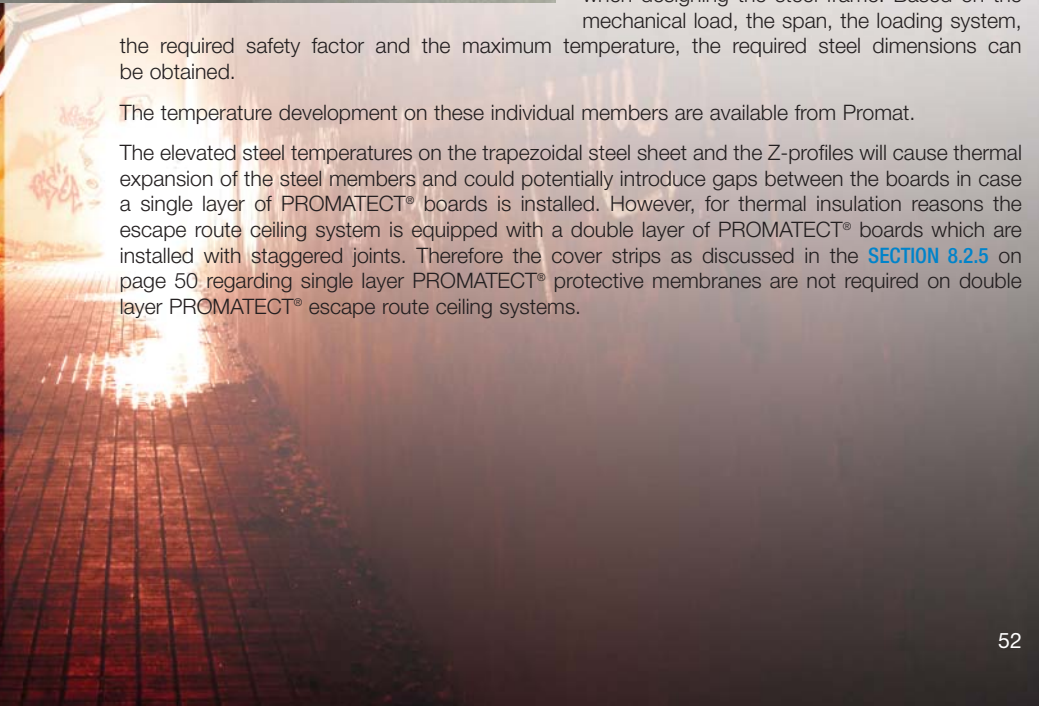 when designing the steel frame. Based on the
mechanical load, the span, the loading system,
the required safety factor and the maximum temperature, the required steel dimensions can
be obtained.
The temperature development on these individual members are available from Promat.
The elevated steel temperatures on the trapezoidal steel sheet and the Z-profiles will cause thermal
expansion of the steel members and could potentially introduce gaps between the boards in case
a single layer of PROMATECT® boards is installed. However, for thermal insulation reasons the
escape route ceiling system is equipped with a double layer of PROMATECT® boards which are
installed with staggered joints. Therefore the cover strips as discussed in the SECTION 8.2.5 on
page 50 regarding single layer PROMATECT® protective membranes are not required on double
layer PROMATECT® escape route ceiling systems.
52